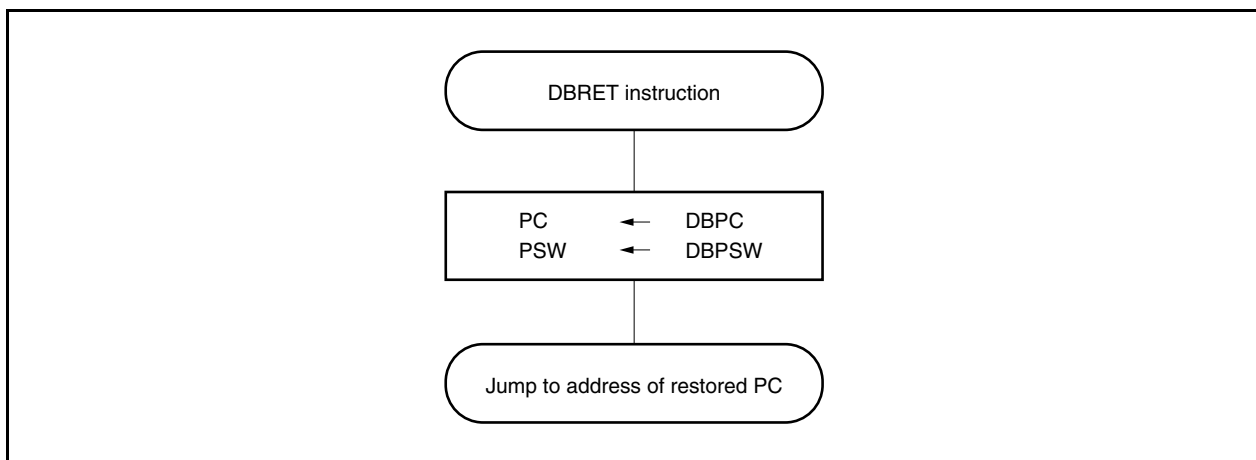 DBRET instruction
PC ← DBPC
PSW ← DBPSW
Jump to address of restored PC